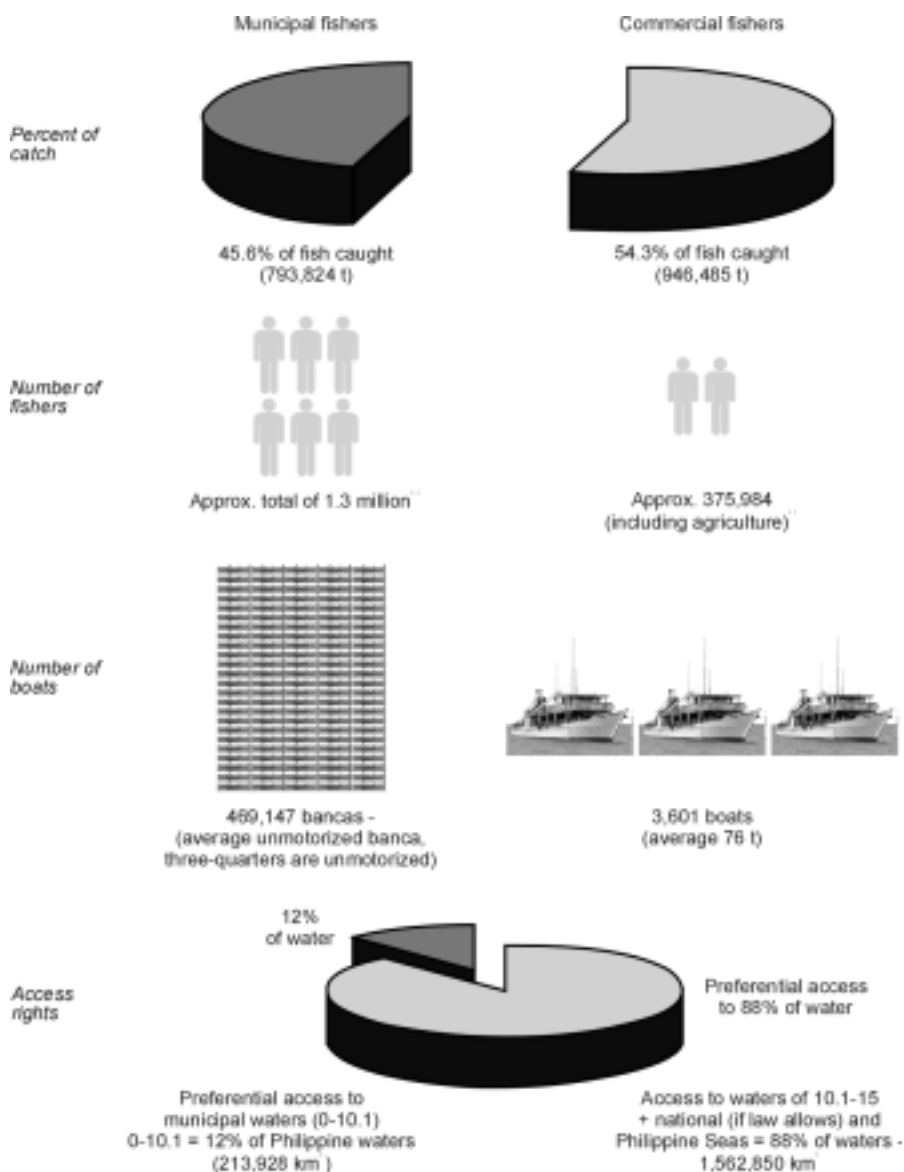 Municipal fishers
Commercial fishers
Percent of
catch
45.6% of fish caught
(793,824 t)
54.3% of fish caught
(946,485 t)
Number of
fishers
Approx. total of 1.3 million
Approx. 375,984
(including agriculture)
Number of
boats
469,147 bancas -
(average unmotorized banca,
three-quarters are unmotorized)
3,601 boats
(average 76 t)
12%
of water
Access
rights
Preferential access
to 88% of water
Preferential access to
municipal waters (0-10.1)
0-10.1 = 12% of Philippine waters
(213,928 km)
Access to waters of 10.1-15
+ national (if law allows) and
Philippine Seas = 88% of waters -
1,562,850 km